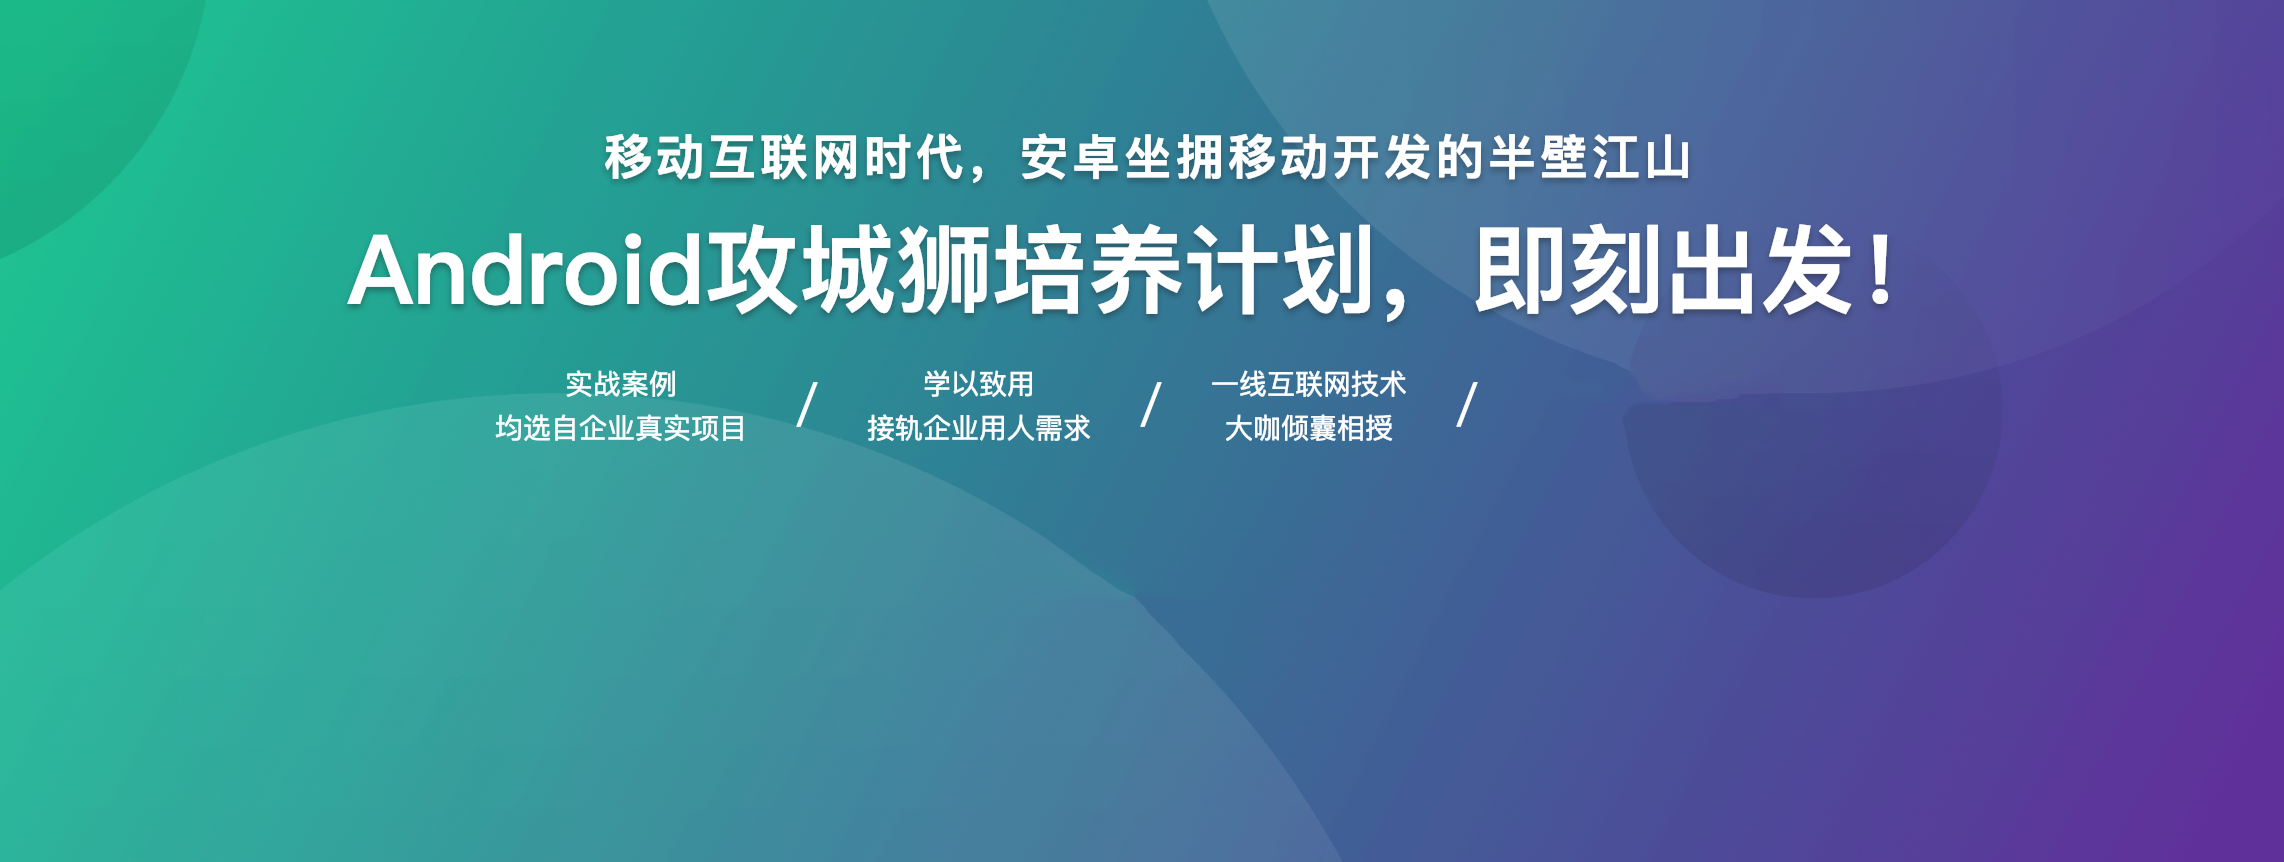 移动互联网时代，安卓坐拥移动开发的半壁江山
Android攻城狮培养计划，即刻出发！
实战案例
均选自企业真实项目
/
学以致用
接轨企业用人需求
/
一线互联网技术
大咖倾囊相授
/